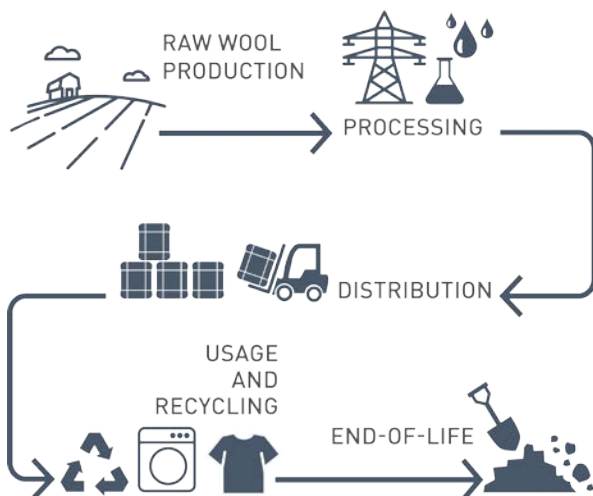 RAW WOOL
PRODUCTION
PROCESSING
DISTRIBUTION
USAGE
AND
RECYCLING
END-OF-LIFE